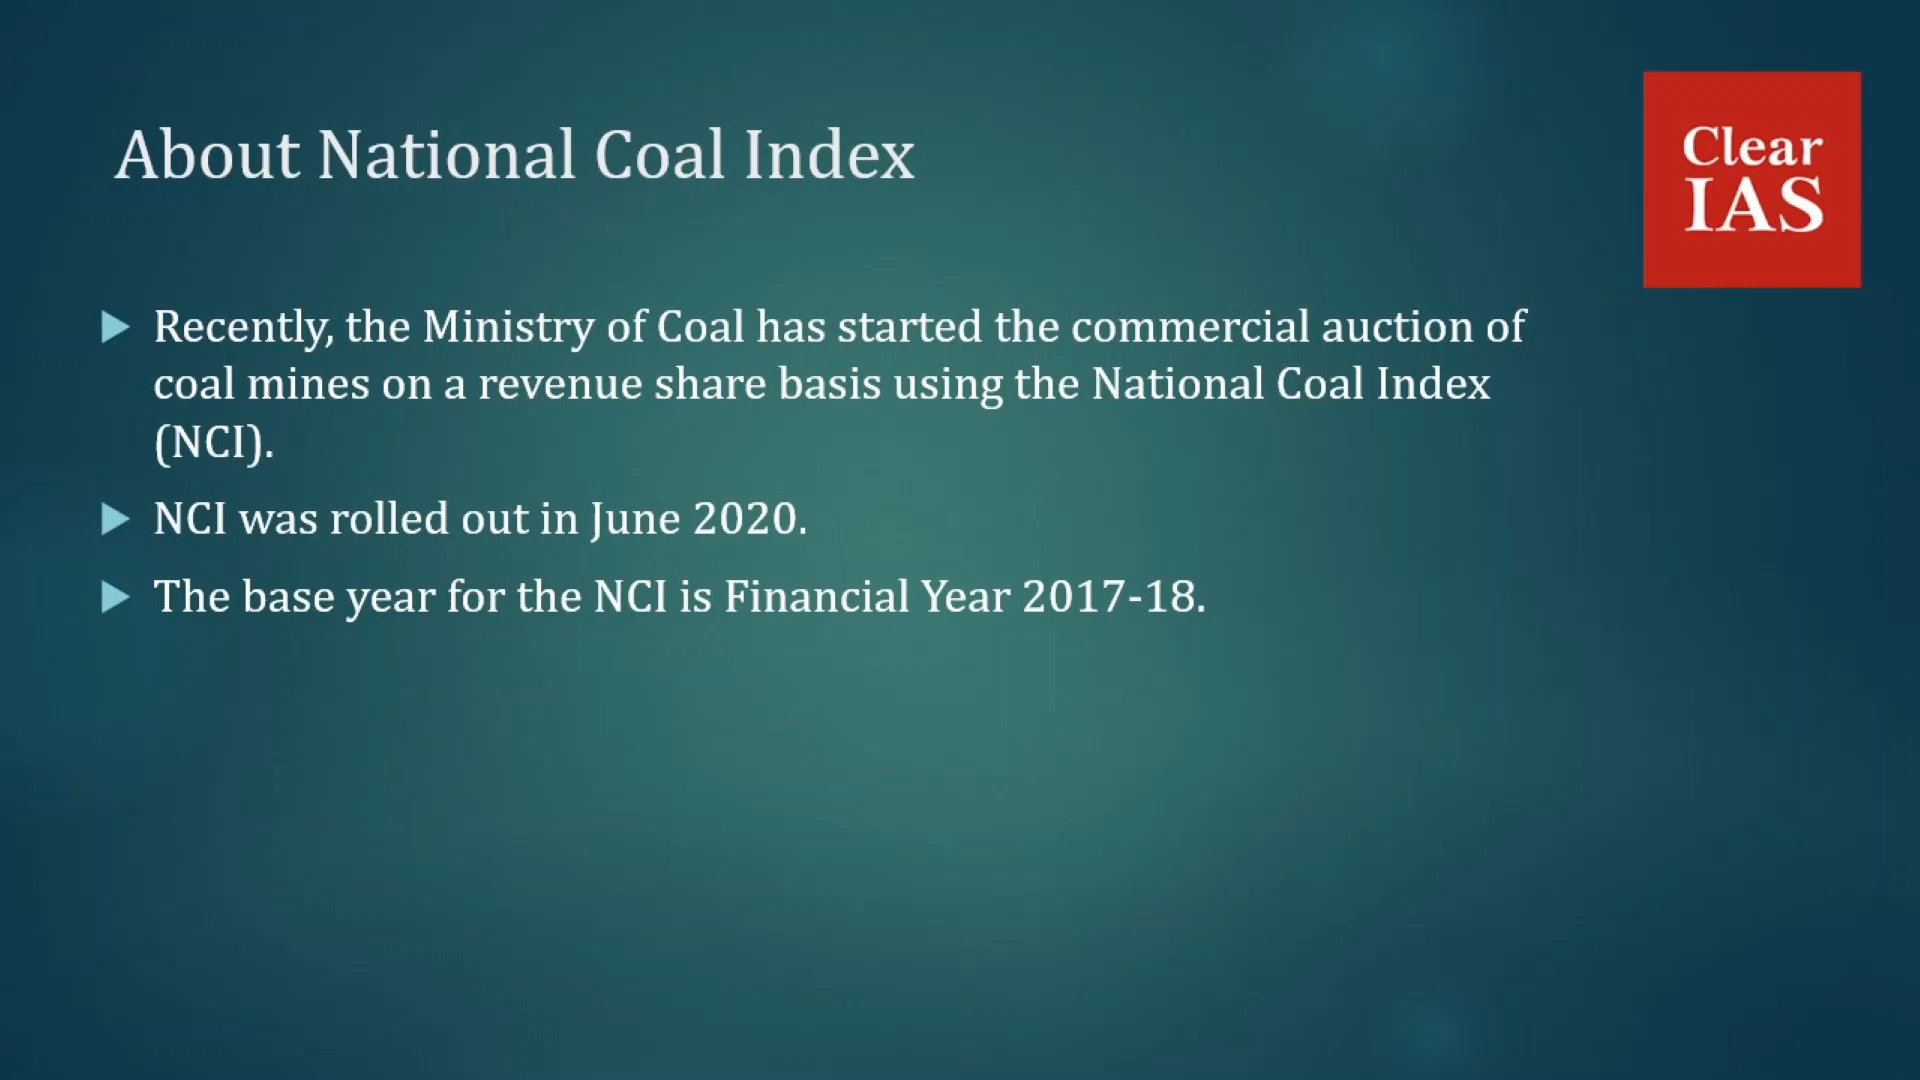 About National Coal Index
Clear
IAS
Recently, the Ministry of Coal has started the commercial auction of
coal mines on a revenue share basis using the National Coal Index
(NCI).
NCI was rolled out in June 2020.
The base year for the NCI is Financial Year 2017-18.